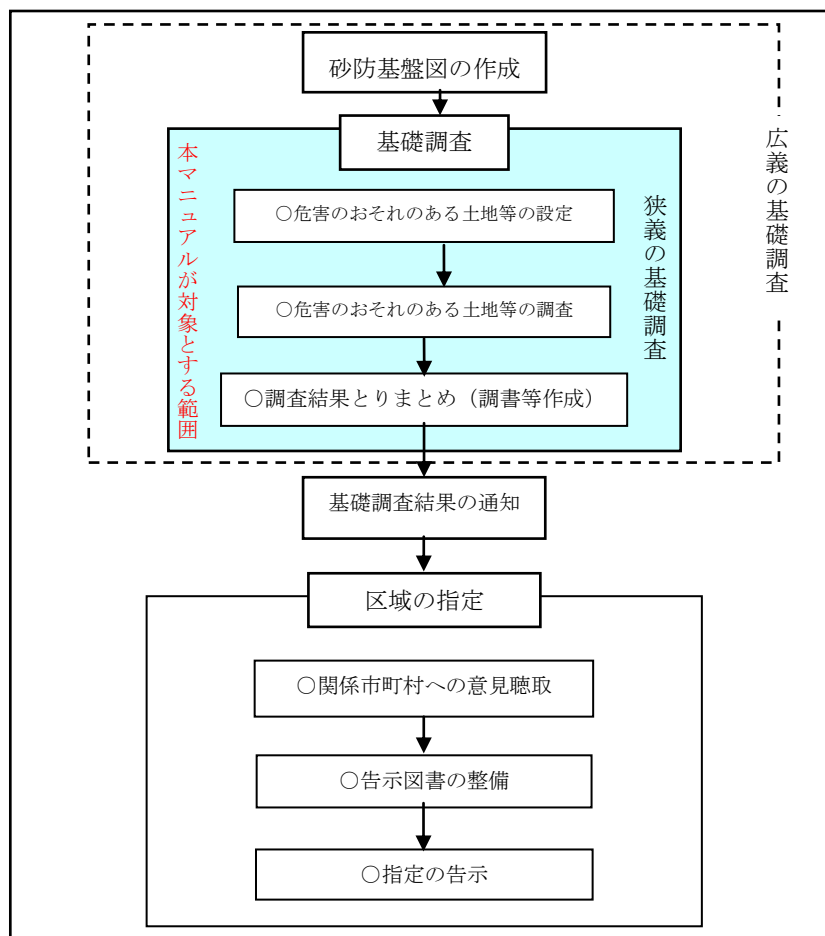 砂防基盤図の作成
広義の基礎調査
基礎調査
本マニュアルが対象とする範囲
狭義の基礎調査
○危害のおそれのある土地等の設定
○危害のおそれのある土地等の調査
○調査結果とりまとめ（調書等作成）
基礎調査結果の通知
区域の指定
○関係市町村への意見聴取
○告示図書の整備
○指定の告示